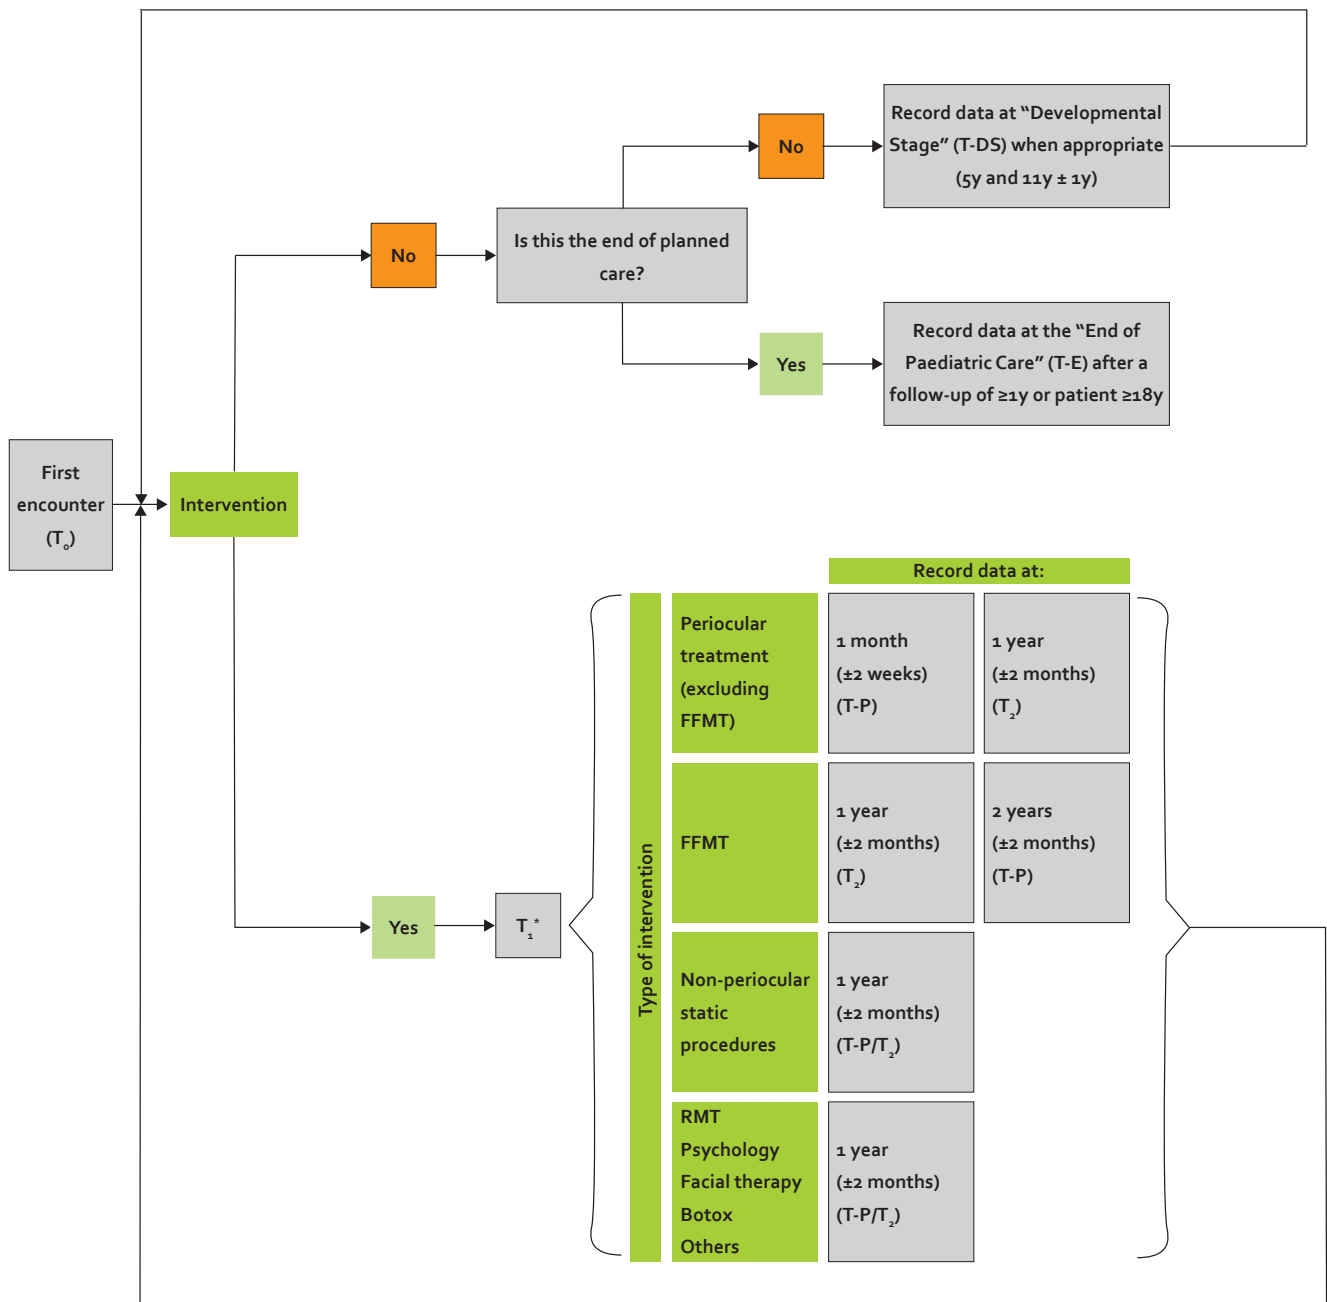 Record data at “Developmental
Stage” (T-DS) when appropriate
(5y and 11y ± 1y)
No
No
Is this the end of planned
care?
Yes
Record data at the “End of
Paediatric Care” (T-E) after a
follow-up of ≥1y or patient ≥18y
First
encounter
(T₀)
Intervention
Record data at:
Type of intervention
Periocular
treatment
(excluding
FFMT)
1 month
(±2 weeks)
(T-P)
1 year
(±2 months)
(T₂)
FFMT
1 year
(±2 months)
(T₂)
2 years
(±2 months)
(T-P)
Yes
T₁*
Non-periocular
static
procedures
1 year
(±2 months)
(T-P/T₂)
RMT
Psychology
Facial therapy
Botox
Others
1 year
(±2 months)
(T-P/T₂)